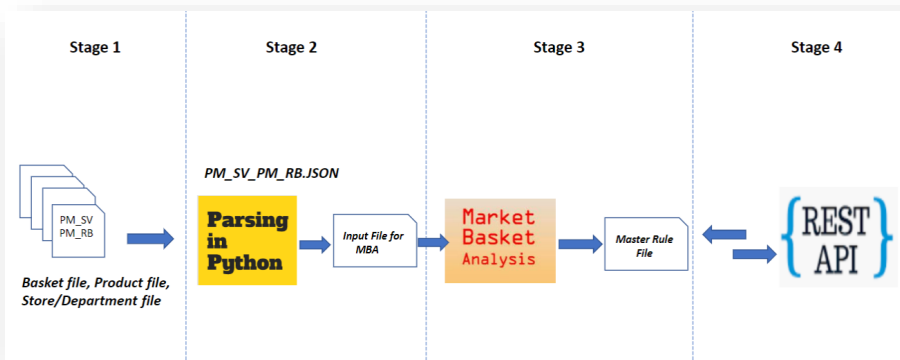 Stage 1
Stage 2
Stage 3
Stage 4
PM_SV_PM_RB.JSON
PM_SV
PM_RB
Basket file, Product file,
Store/Department file
Parsing
in
Python
Input File for
MBA
Market
Basket
Analysis
Master Rule
File
{REST
API}